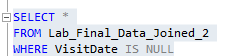 SELECT *
FROM Lab_Final_Data_Joined_2
WHERE VisitDate IS NULL